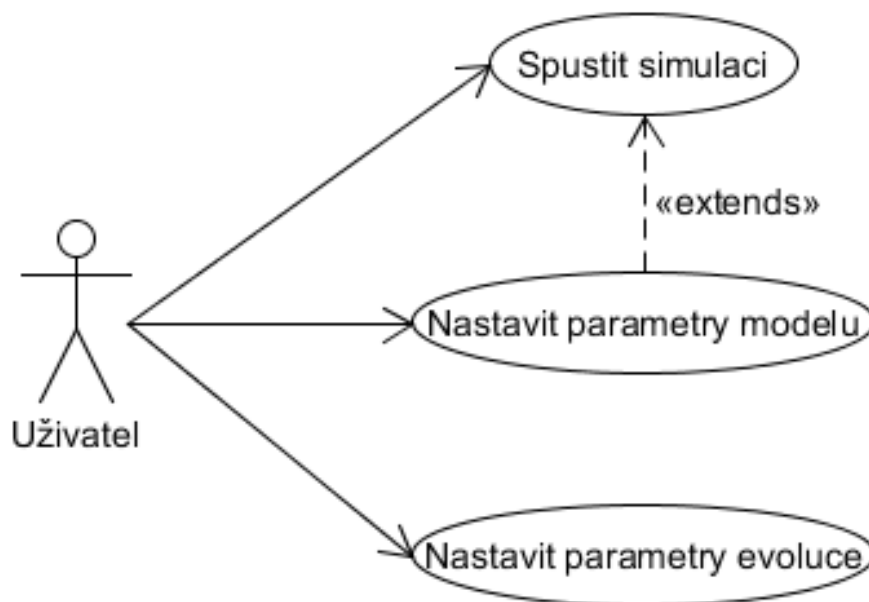 Spustit simulaci
«extends»
Nastavit parametry modelu
Uživatel
Nastavit parametry evoluce